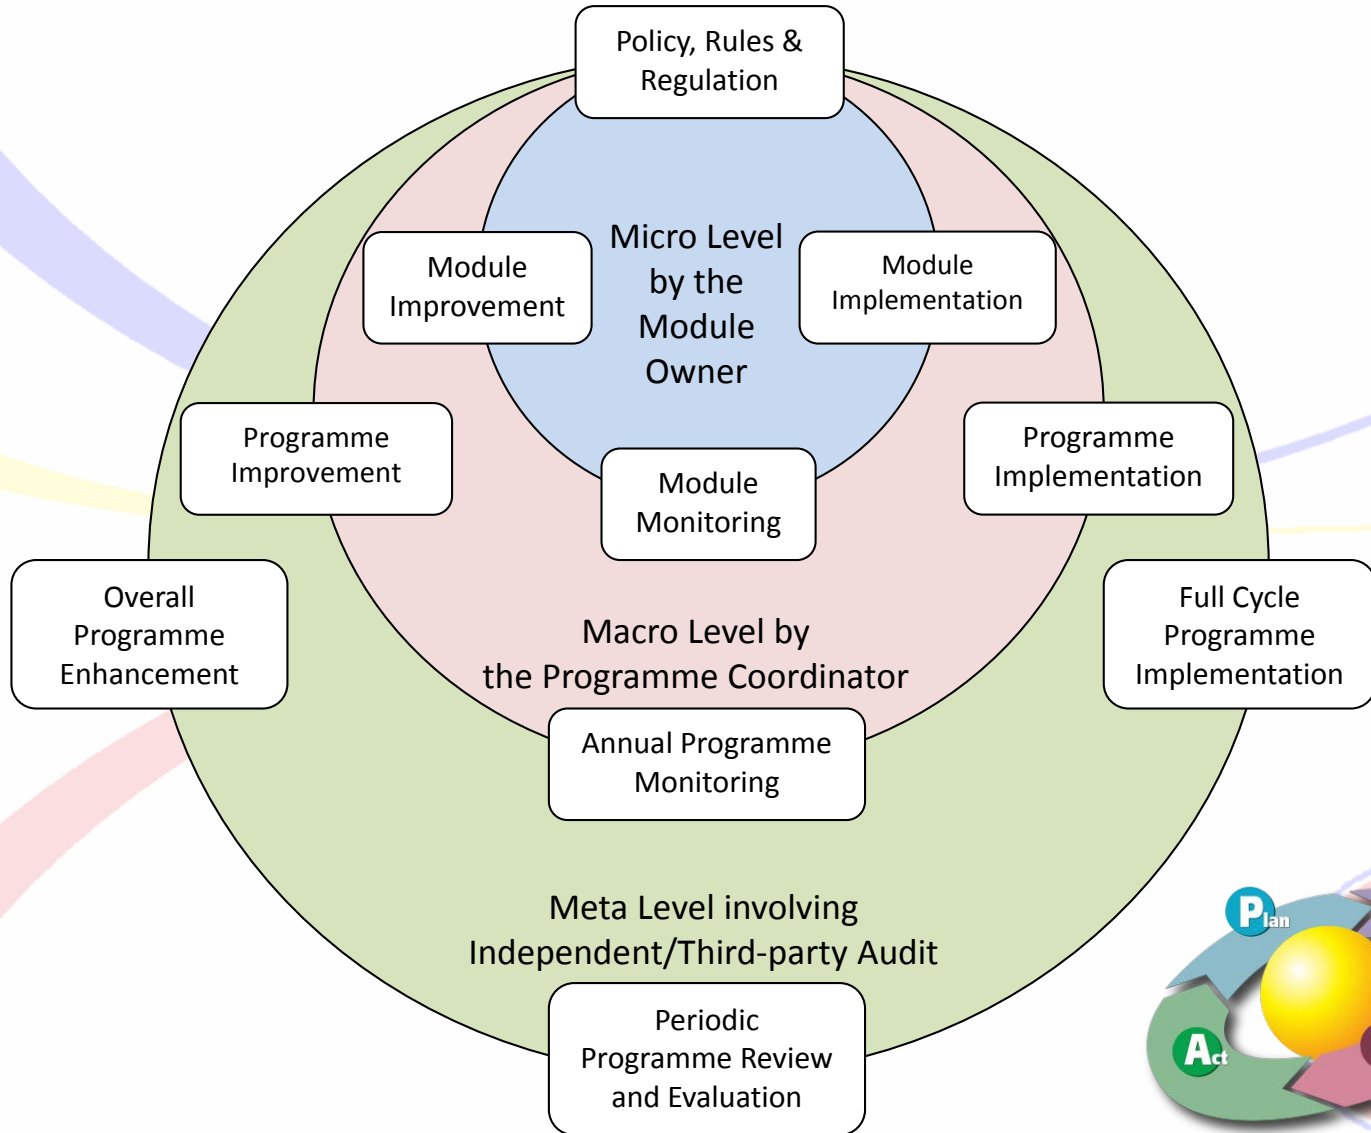 Policy, Rules &
Regulation
Micro Level
by the
Module
Owner
Module
Improvement
Module
Implementation
Module
Monitoring
Programme
Improvement
Programme
Implementation
Macro Level by
the Programme Coordinator
Annual Programme
Monitoring
Overall
Programme
Enhancement
Full Cycle
Programme
Implementation
Meta Level involving
Independent/Third-party Audit
Periodic
Programme Review
and Evaluation
Plan
Act